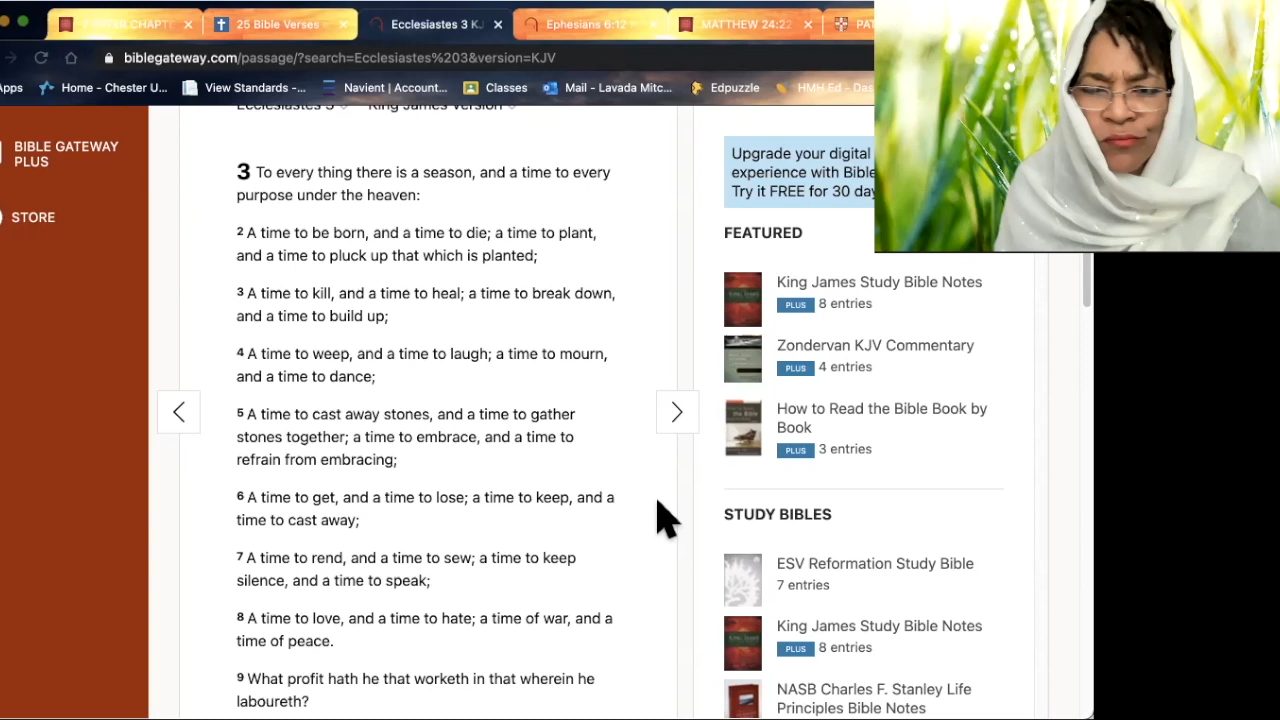 25 Bible Verses
Ecclesiastes 3 KJ
Ephesians 6:12
MATTHEW 24:22
biblegateway.com/passage/?search=Ecclesiastes%203&version=KJV
Apps
Home - Chester U...
View Standards -...
Navient | Account...
Classes
Mail - Lavada Mitc...
Edpuzzle
HMH Ed - Das
Ecclesiastes 3
King James Version
BIBLE GATEWAY
PLUS
STORE
3 To every thing there is a season, and a time to every
purpose under the heaven:
2 A time to be born, and a time to die; a time to plant,
and a time to pluck up that which is planted;
3 A time to kill, and a time to heal; a time to break down,
and a time to build up;
4 A time to weep, and a time to laugh; a time to mourn,
and a time to dance;
5 A time to cast away stones, and a time to gather
stones together; a time to embrace, and a time to
refrain from embracing;
6 A time to get, and a time to lose; a time to keep, and a
time to cast away;
7 A time to rend, and a time to sew; a time to keep
silence, and a time to speak;
8 A time to love, and a time to hate; a time of war, and a
time of peace.
9 What profit hath he that worketh in that wherein he
laboureth?
Upgrade your digital
experience with Bible
Try it FREE for 30 day
FEATURED
King James Study Bible Notes
PLUS 8 entries
Zondervan KJV Commentary
PLUS 4 entries
How to Read the Bible Book by
Book
PLUS 3 entries
STUDY BIBLES
ESV Reformation Study Bible
7 entries
King James Study Bible Notes
PLUS 8 entries
NASB Charles F. Stanley Life
Principles Bible Notes